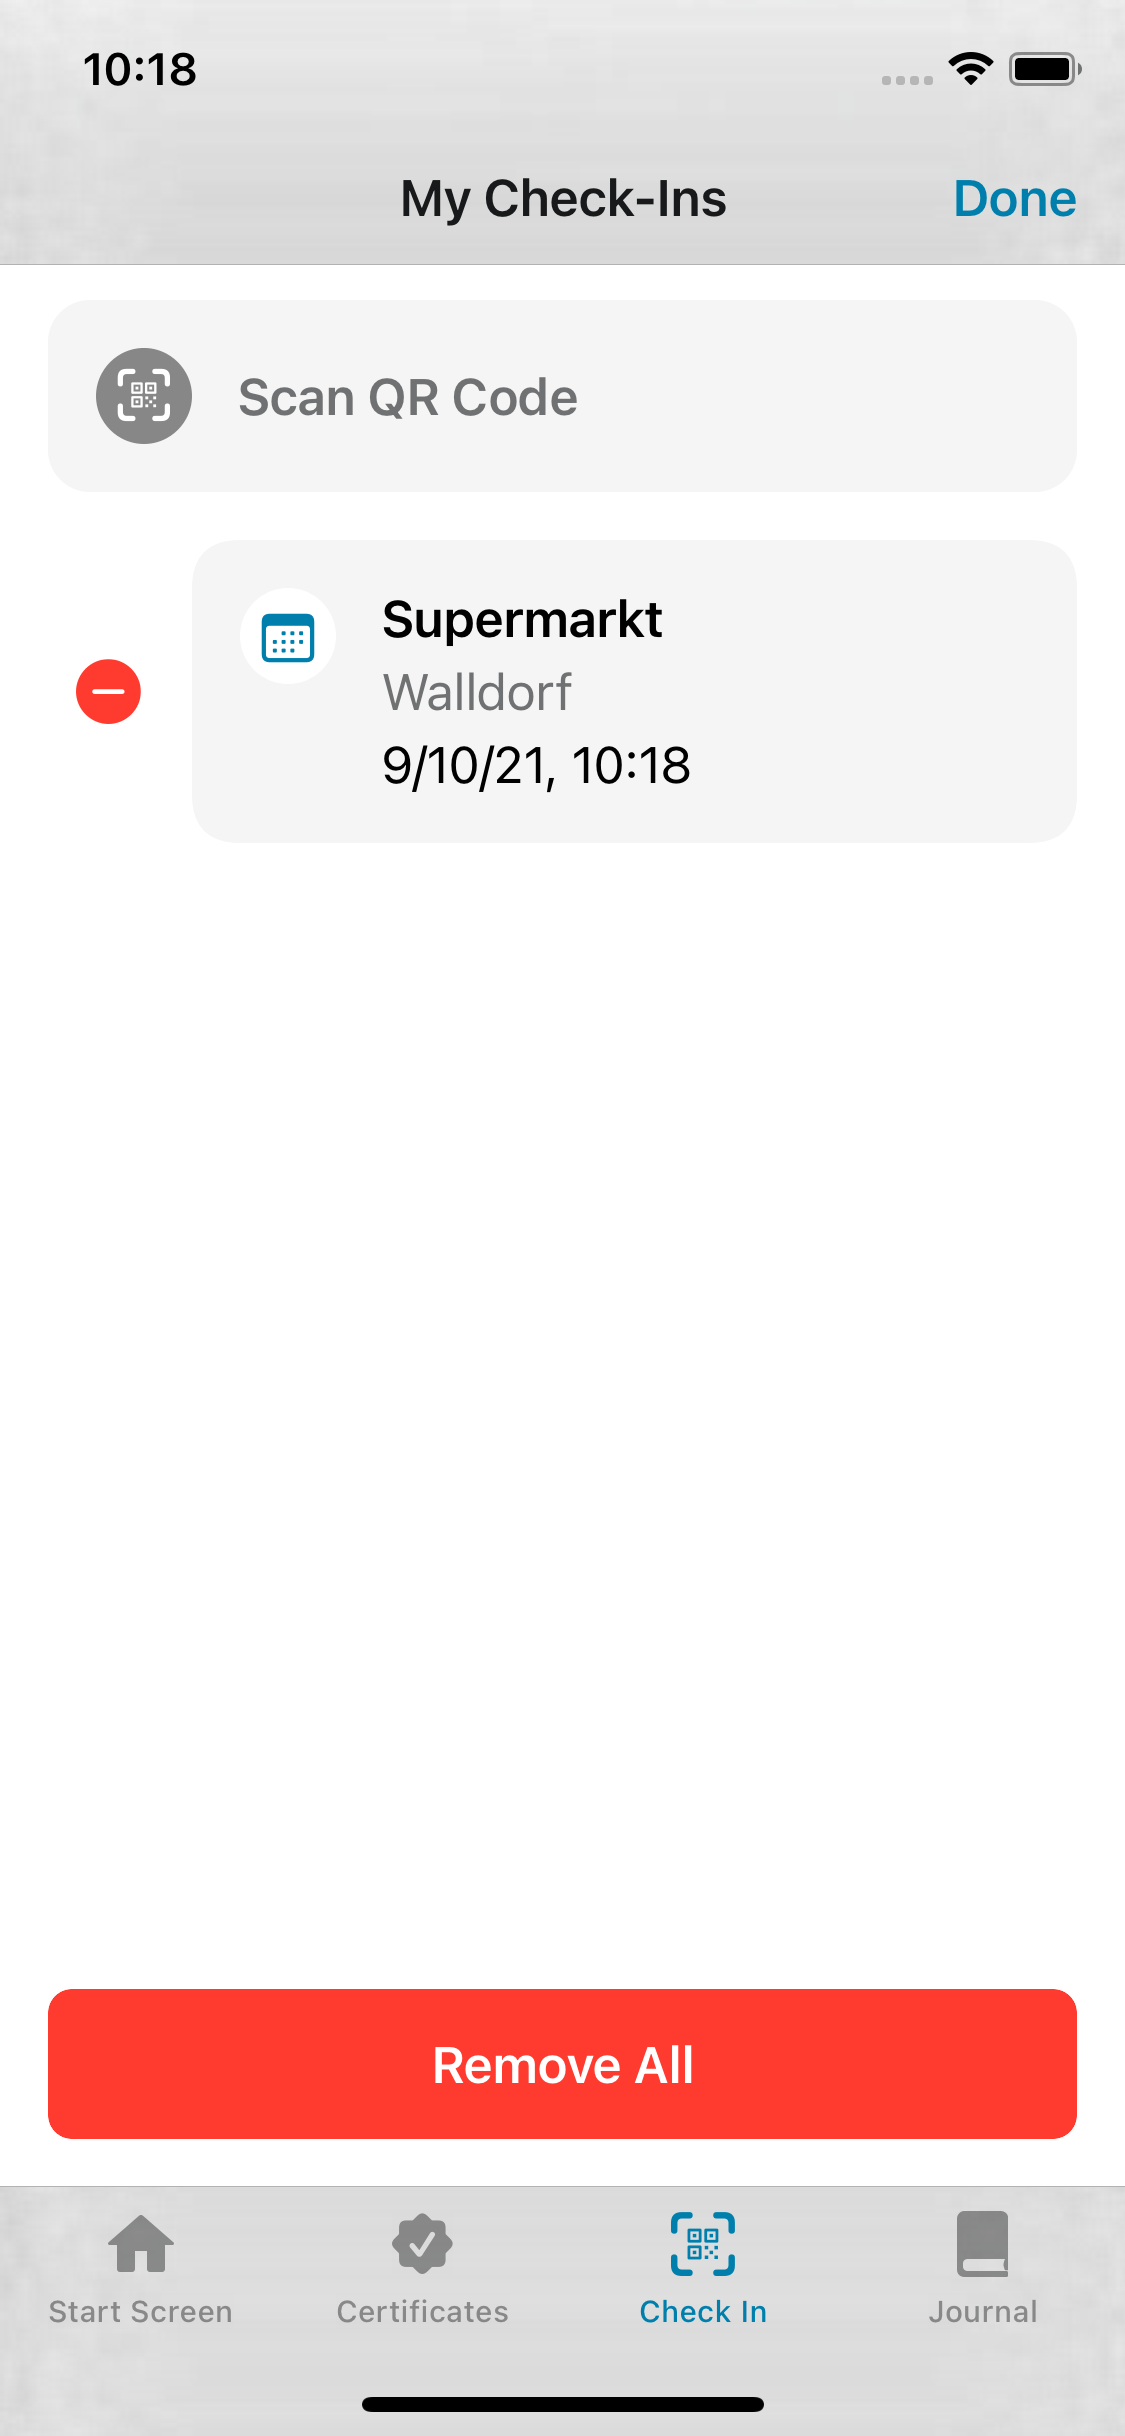 10:18
My Check-Ins
Done
Scan QR Code
Supermarkt
Walldorf
9/10/21, 10:18
Remove All
Start Screen
Certificates
Check In
Journal